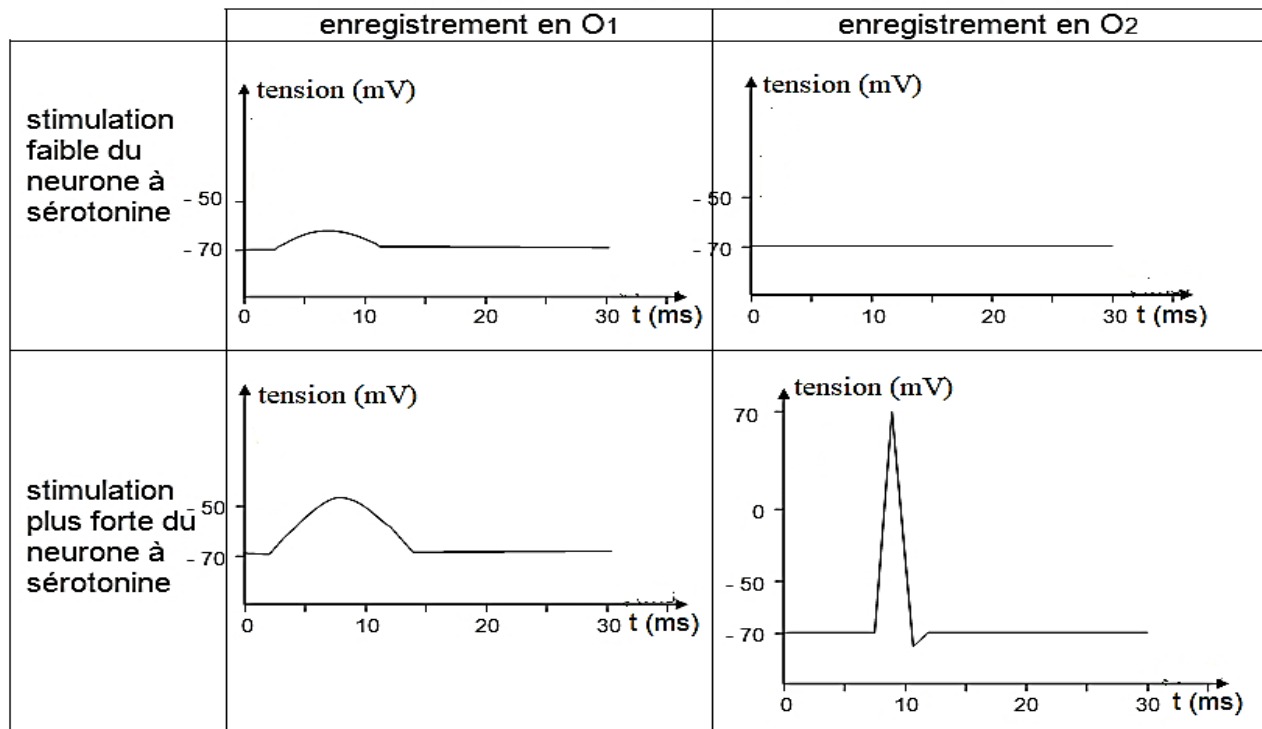 enregistrement en O1
enregistrement en O2
stimulation
faible du
neurone à
sérotonine
tension (mV)
- 50
- 70
0
10
20
30
t (ms)
tension (mV)
- 50
- 70
0
10
20
30
t (ms)
stimulation
plus forte du
neurone à
sérotonine
tension (mV)
- 50
- 70
0
10
20
30
t (ms)
tension (mV)
70
0
- 50
- 70
0
10
20
30
t (ms)